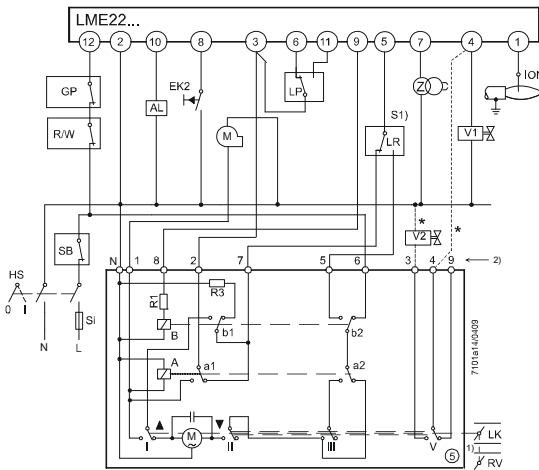 LME22...
12 2 10 8 3 6 11 9 5 7 4 1
GP
EK2
LP
Z
ION
AL
S1)
R/W
M
LR
V1
*
*
SB
V2
HS
N 1 8 2 7 5 6 3 4 9
2)
0 I
R3
R1
Si
B
b1
b2
N L
A
a1
a2
7101a14/0409
M
I
II
III
V
LK
5
1)
RV